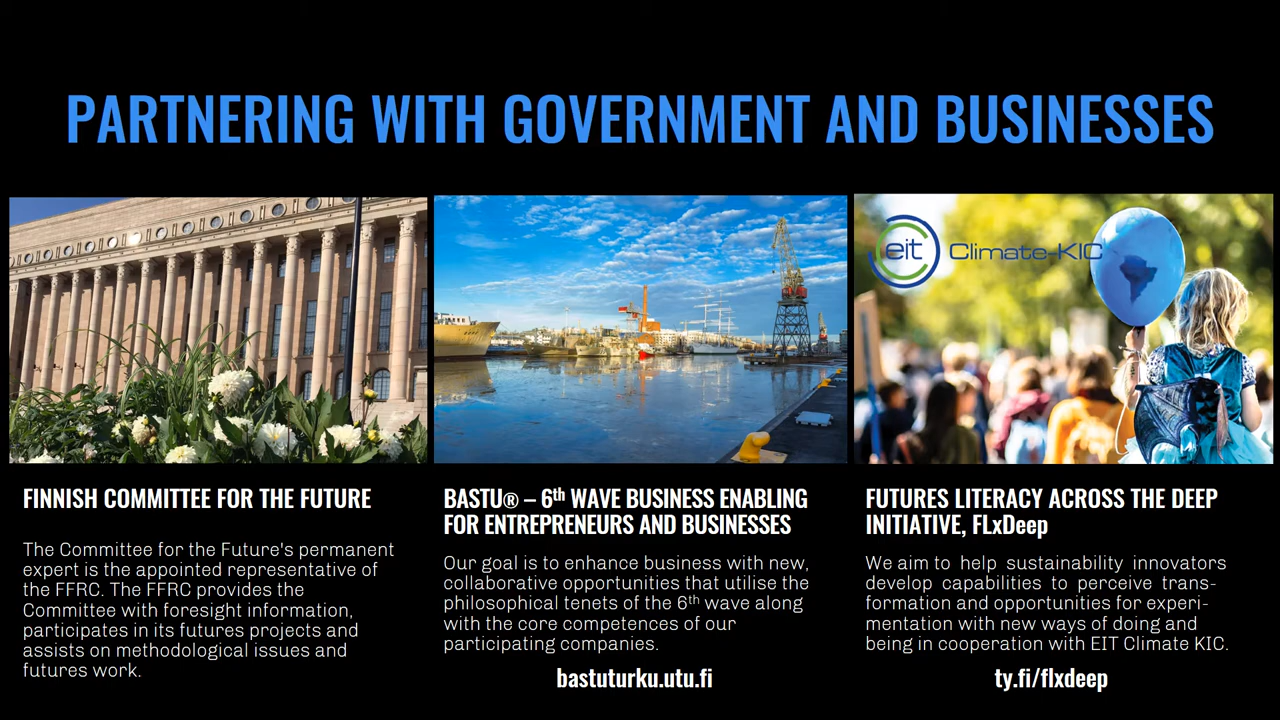 PARTNERING WITH GOVERNMENT AND BUSINESSES
eit Climate-KIC
FINNISH COMMITTEE FOR THE FUTURE
The Committee for the Future's permanent
expert is the appointed representative of
the FFRC. The FFRC provides the
Committee with foresight information,
participates in its futures projects and
assists on methodological issues and
futures work.
BASTU® – 6th WAVE BUSINESS ENABLING
FOR ENTREPRENEURS AND BUSINESSES
Our goal is to enhance business with new,
collaborative opportunities that utilise the
philosophical tenets of the 6th wave along
with the core competences of our
participating companies.
bastuturku.utu.fi
FUTURES LITERACY ACROSS THE DEEP
INITIATIVE, FLxDeep
We aim to help sustainability innovators
develop capabilities to perceive trans-
formation and opportunities for experi-
mentation with new ways of doing and
being in cooperation with EIT Climate KIC.
ty.fi/flxdeep